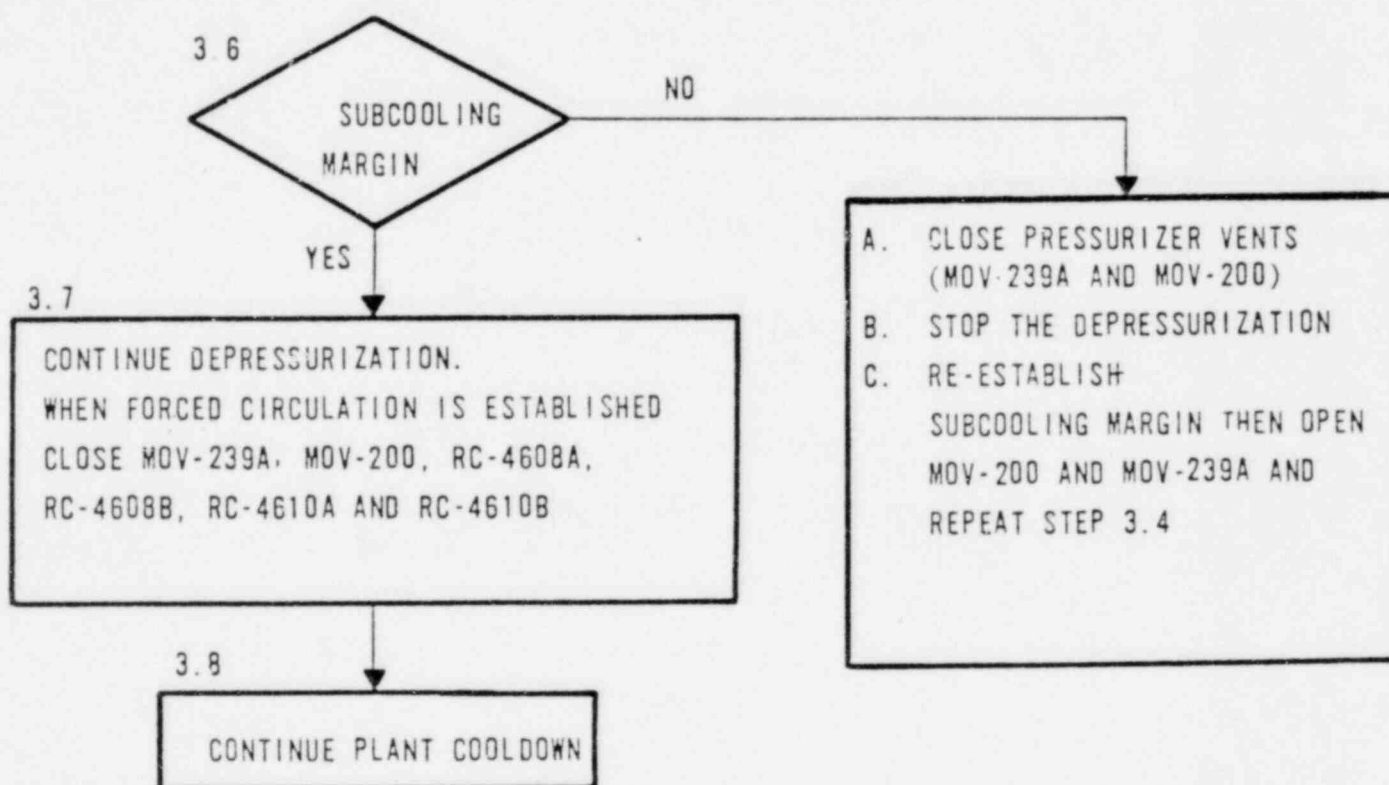 3.6
SUBCOOLING
MARGIN
NO
YES
3.7
CONTINUE DEPRESSURIZATION.
WHEN FORCED CIRCULATION IS ESTABLISHED
CLOSE MOV-239A, MOV-200, RC-4608A,
RC-4608B, RC-4610A AND RC-4610B
3.8
CONTINUE PLANT COOLDOWN
A. CLOSE PRESSURIZER VENTS
(MOV-239A AND MOV-200)
B. STOP THE DEPRESSURIZATION
C. RE-ESTABLISH
SUBCOOLING MARGIN THEN OPEN
MOV-200 AND MOV-239A AND
REPEAT STEP 3.4